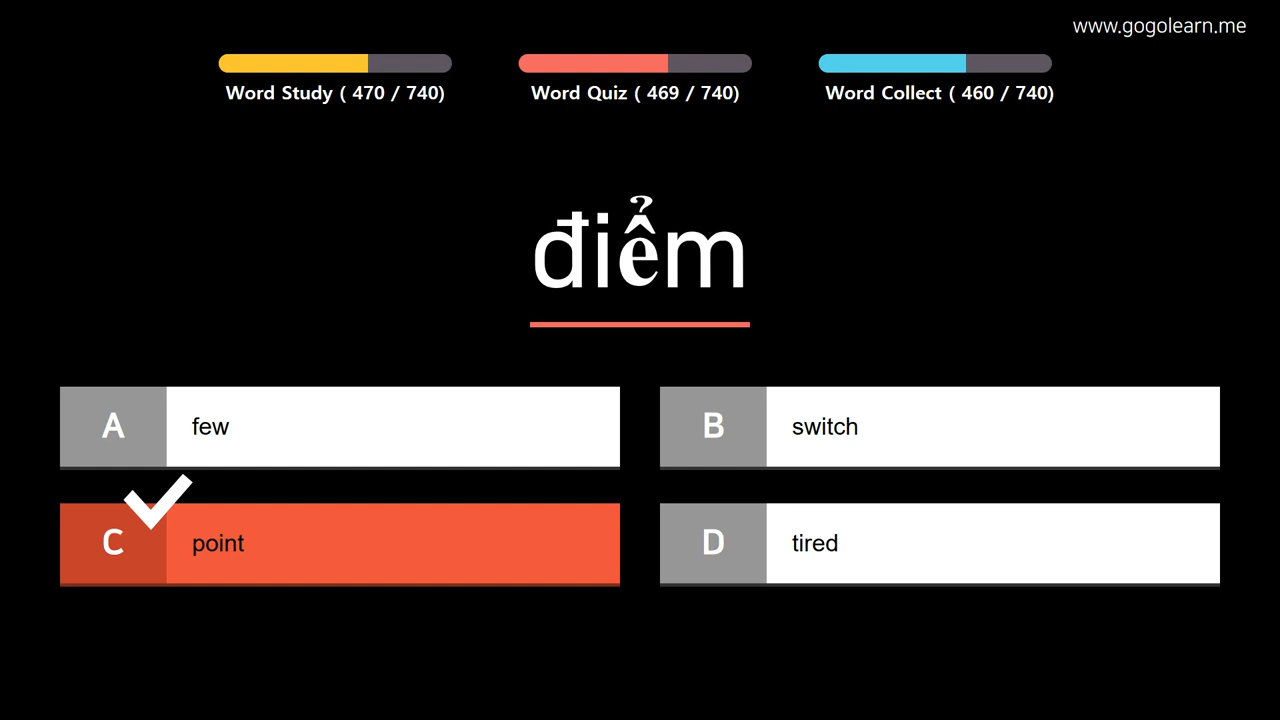 www.gogolearn.me
Word Study ( 470 / 740)
Word Quiz ( 469 / 740)
Word Collect ( 460 / 740)
điểm
A few
B switch
C point
D tired